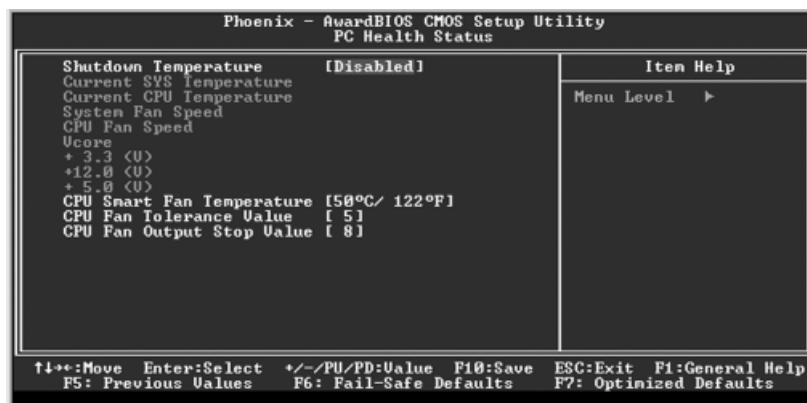 Phoenix - AwardBIOS CMOS Setup Utility
PC Health Status
Shutdown Temperature [Disabled]
Current SYS Temperature
Current CPU Temperature
System Fan Speed
CPU Fan Speed
Vcore
+ 3.3 (V)
+12.0 (V)
+ 5.0 (V)
CPU Smart Fan Temperature [50ºC/ 122ºF]
CPU Fan Tolerance Value [ 5]
CPU Fan Output Stop Value [ 8]
Item Help
Menu Level ►
↑↓→←:Move Enter:Select +/-/PU/PD:Value F10:Save ESC:Exit F1:General Help
F5: Previous Values F6: Fail-Safe Defaults F7: Optimized Defaults